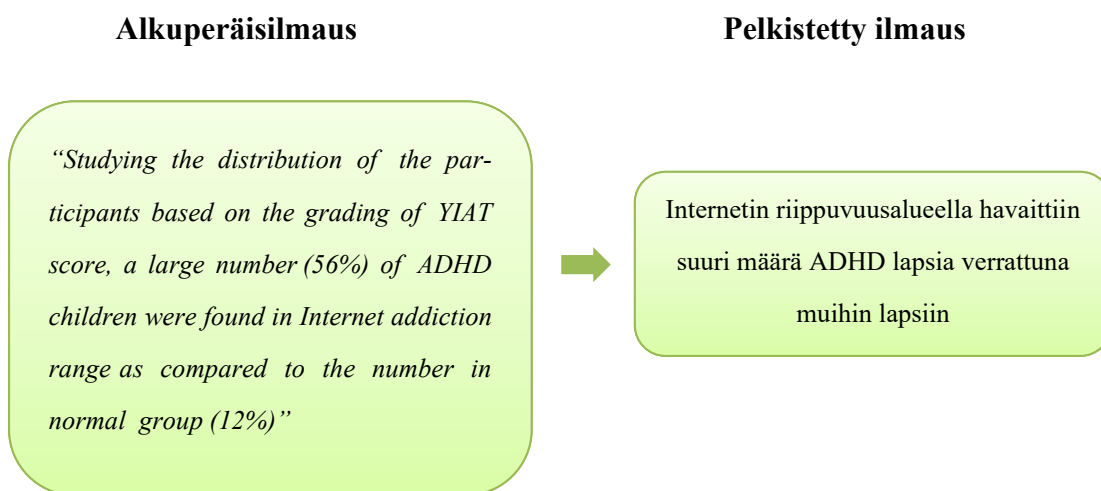 Alkuperäisilmaus
Pelkistetty ilmaus
“Studying the distribution of the par-
ticipants based on the grading of YIAT
score, a large number (56%) of ADHD
children were found in Internet addiction
range as compared to the number in
normal group (12%)”
Internetin riippuvuusalueella havaittiin
suuri määrä ADHD lapsia verrattuna
muihin lapsiin